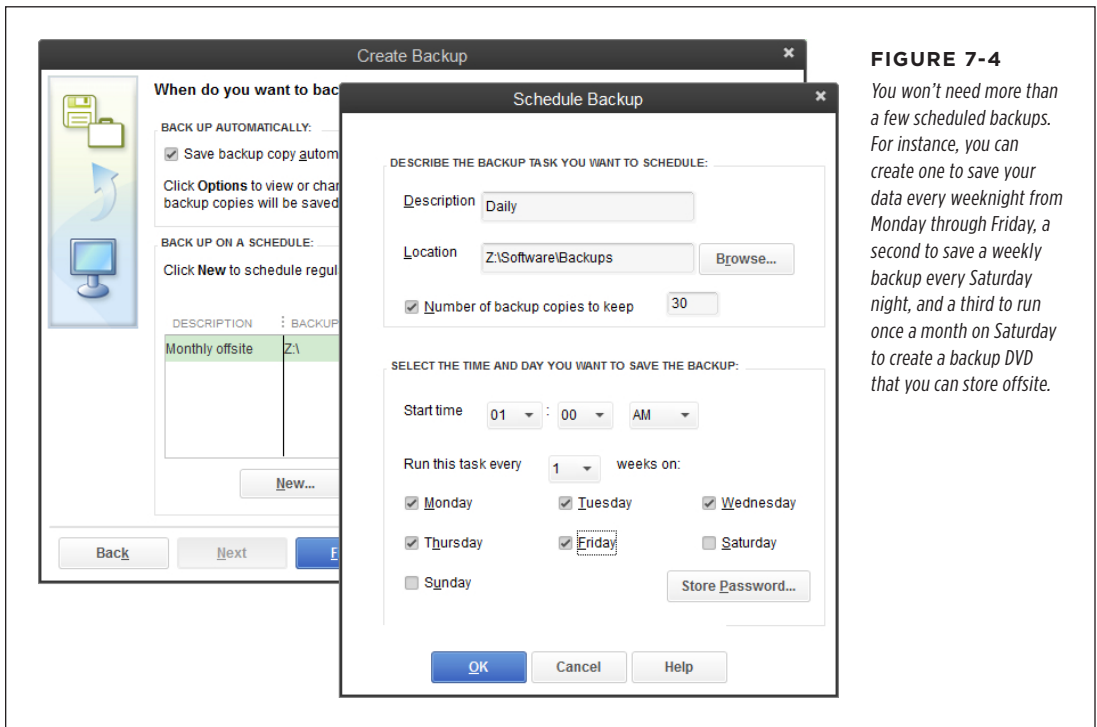 Create Backup
When do you want to bac
BACK UP AUTOMATICALLY:
Save backup copy autom
Click Options to view or char
backup copies will be saved
BACK UP ON A SCHEDULE:
Click New to schedule regul
DESCRIPTION BACKUP
Monthly offsite Z:\
New...
Back Next F
Schedule Backup
DESCRIBE THE BACKUP TASK YOU WANT TO SCHEDULE:
Description Daily
Location Z:\Software\Backups Browse...
Number of backup copies to keep 30
SELECT THE TIME AND DAY YOU WANT TO SAVE THE BACKUP:
Start time 01 : 00 AM
Run this task every 1 weeks on:
Monday Tuesday Wednesday
Thursday Friday Saturday
Sunday Store Password...
OK Cancel Help
FIGURE 7-4
You won't need more than
a few scheduled backups.
For instance, you can
create one to save your
data every weeknight from
Monday through Friday, a
second to save a weekly
backup every Saturday
night, and a third to run
once a month on Saturday
to create a backup DVD
that you can store offsite.